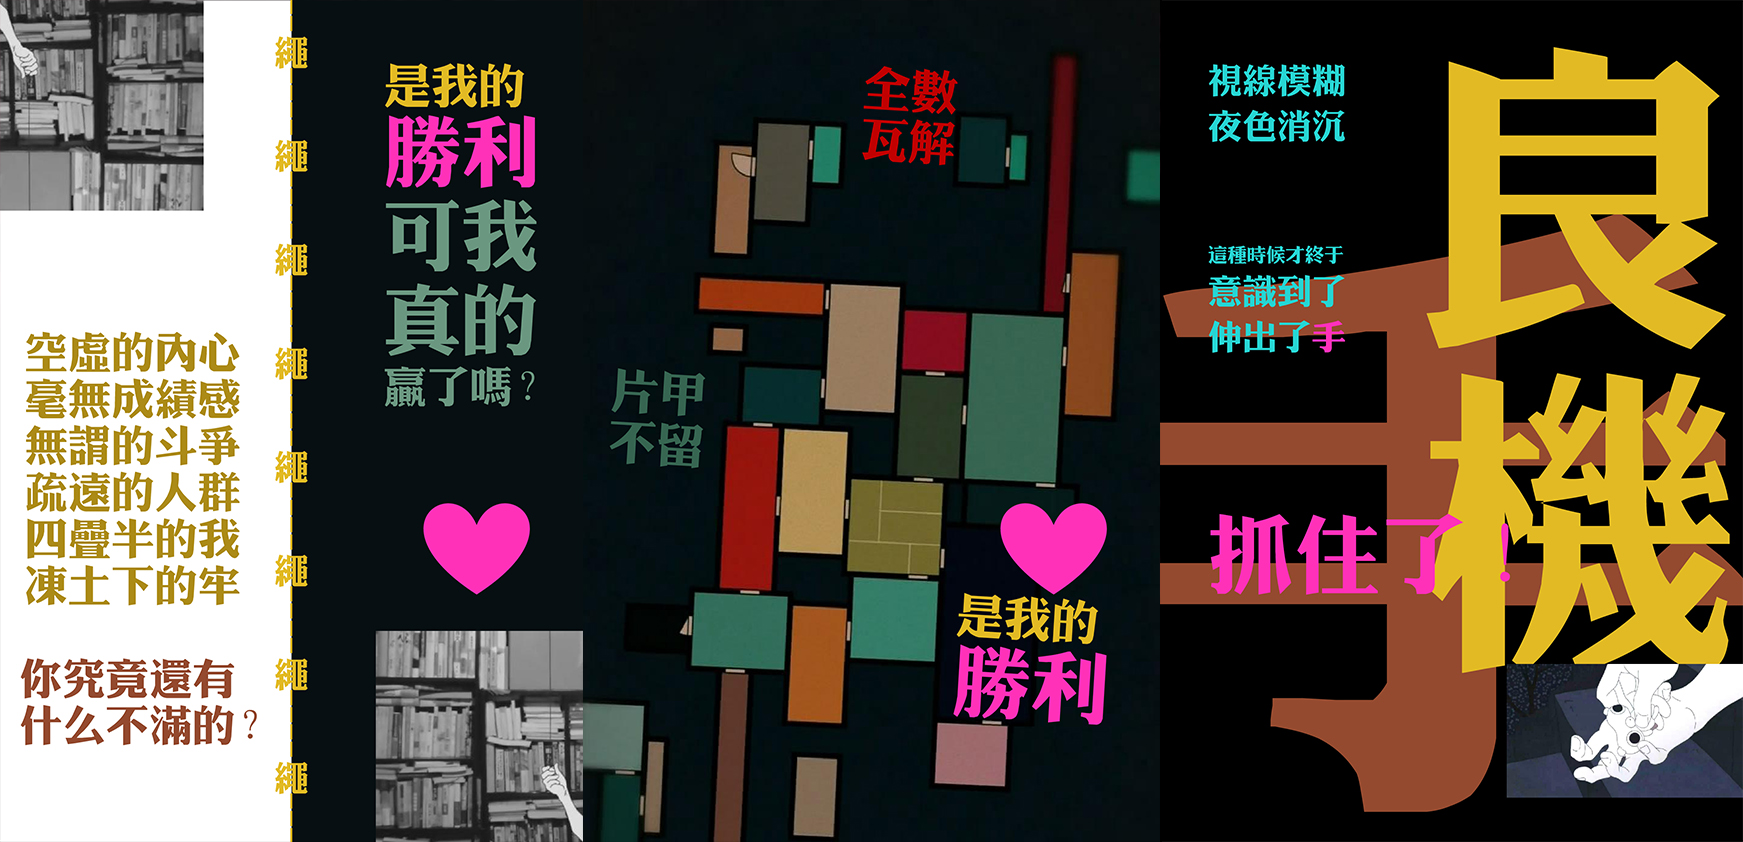 空虛的內心
毫無成績感
無謂的斗爭
疏遠的人群
四疊半的我
凍土下的牢
你究竟還有
什么不滿的？
繩
繩
繩
繩
繩
繩
繩
繩
是我的
勝利
可我
真的
贏了嗎？
全數
瓦解
片甲
不留
是我的
勝利
視線模糊
夜色消沉
這種時候才終于
意識到了
伸出了手
抓住了！
良
機
手